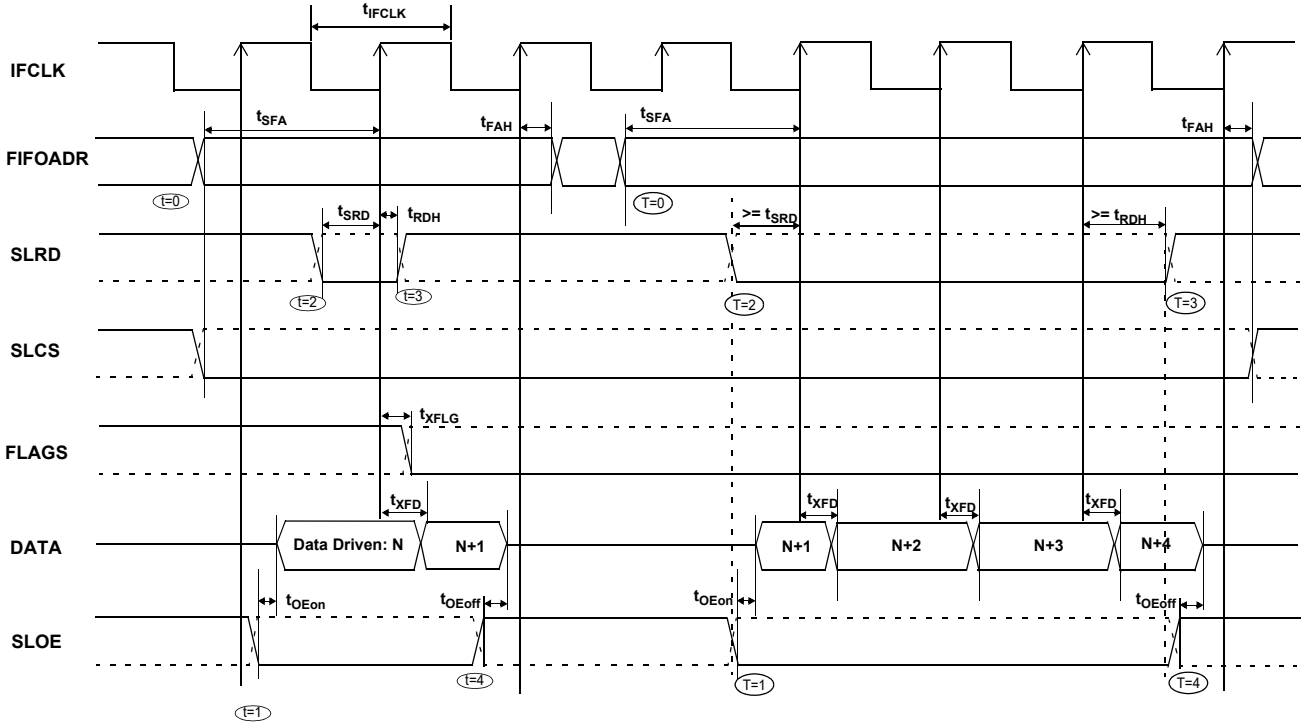 tIFCLK
IFCLK
tSFA
tFAH
tSFA
tFAH
FIFOADR
t=0
T=0
tSRD
tRDH
>= tSRD
>= tRDH
SLRD
t=2
t=3
T=2
T=3
SLCS
tXFLG
FLAGS
tXFD
tXFD
tXFD
tXFD
DATA
Data Driven: N
N+1
N+1
N+2
N+3
N+4
tOEon
tOEoff
tOEon
tOEoff
SLOE
t=4
T=1
T=4
t=1